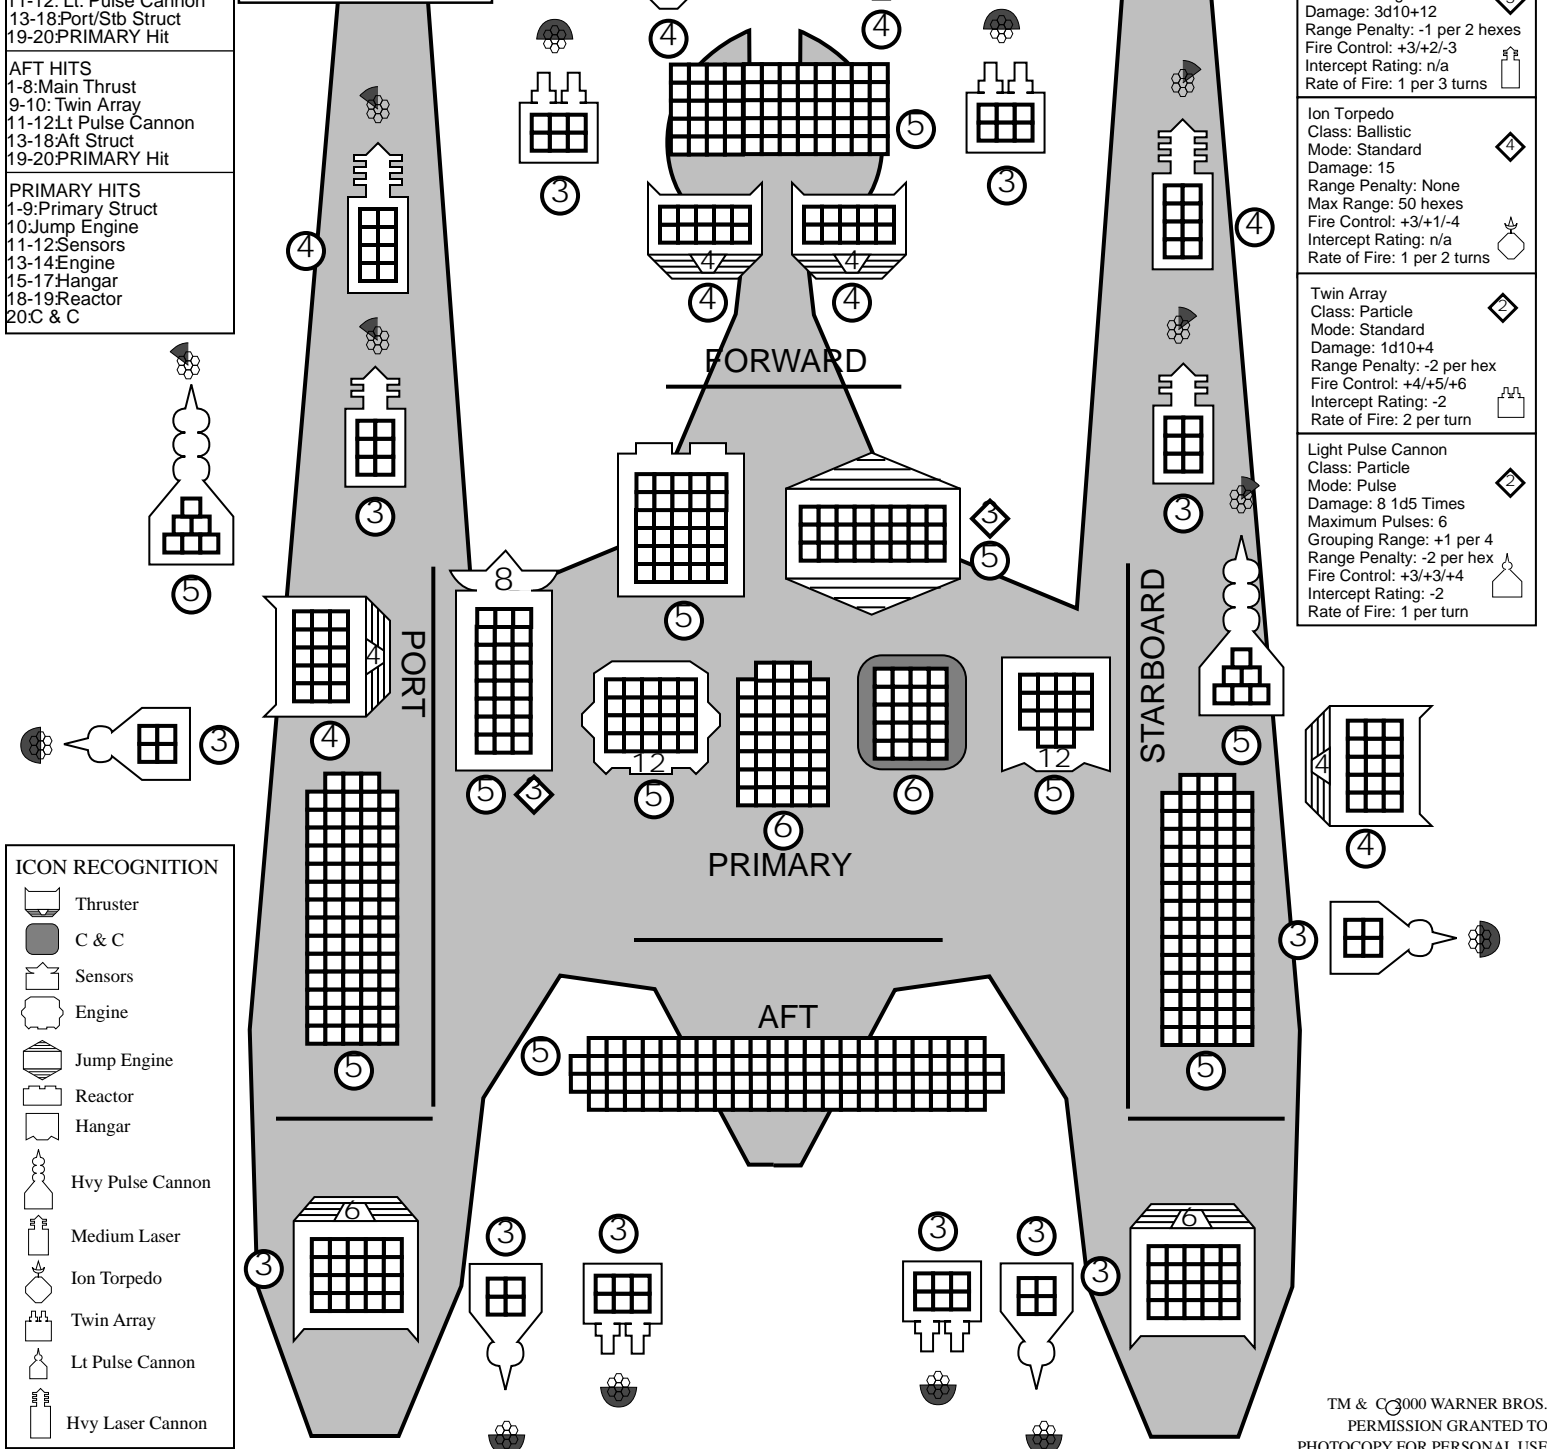 11-12: Lt. Pulse Cannon
13-18:Port/Stb Struct
19-20:PRIMARY Hit
AFT HITS
1-8:Main Thrust
9-10: Twin Array
11-12:Lt Pulse Cannon
13-18:Aft Struct
19-20:PRIMARY Hit
PRIMARY HITS
1-9:Primary Struct
10:Jump Engine
11-12:Sensors
13-14:Engine
15-17:Hangar
18-19:Reactor
20:C & C
4
4
5
3
3
4
4
4
4
4
4
FORWARD
3
3
5
5
3
5
8
5
PORT
4
4
3
12
5
5
3
6
6
12
5
STARBOARD
5
4
4
3
PRIMARY
5
5
AFT
5
6
3
3
3
3
3
6
3
Damage: 3d10+12
Range Penalty: -1 per 2 hexes
Fire Control: +3/+2/-3
Intercept Rating: n/a
Rate of Fire: 1 per 3 turns
Ion Torpedo
Class: Ballistic
Mode: Standard
4
Damage: 15
Range Penalty: None
Max Range: 50 hexes
Fire Control: +3/+1/-4
Intercept Rating: n/a
Rate of Fire: 1 per 2 turns
Twin Array
Class: Particle
2
Mode: Standard
Damage: 1d10+4
Range Penalty: -2 per hex
Fire Control: +4/+5/+6
Intercept Rating: -2
Rate of Fire: 2 per turn
Light Pulse Cannon
Class: Particle
Mode: Pulse
2
Damage: 8 1d5 Times
Maximum Pulses: 6
Grouping Range: +1 per 4
Range Penalty: -2 per hex
Fire Control: +3/+3/+4
Intercept Rating: -2
Rate of Fire: 1 per turn
ICON RECOGNITION
Thruster
C & C
Sensors
Engine
Jump Engine
Reactor
Hangar
Hvy Pulse Cannon
Medium Laser
Ion Torpedo
Twin Array
Lt Pulse Cannon
Hvy Laser Cannon
TM & C 2000 WARNER BROS.
PERMISSION GRANTED TO
PHOTOCOPY FOR PERSONAL USE